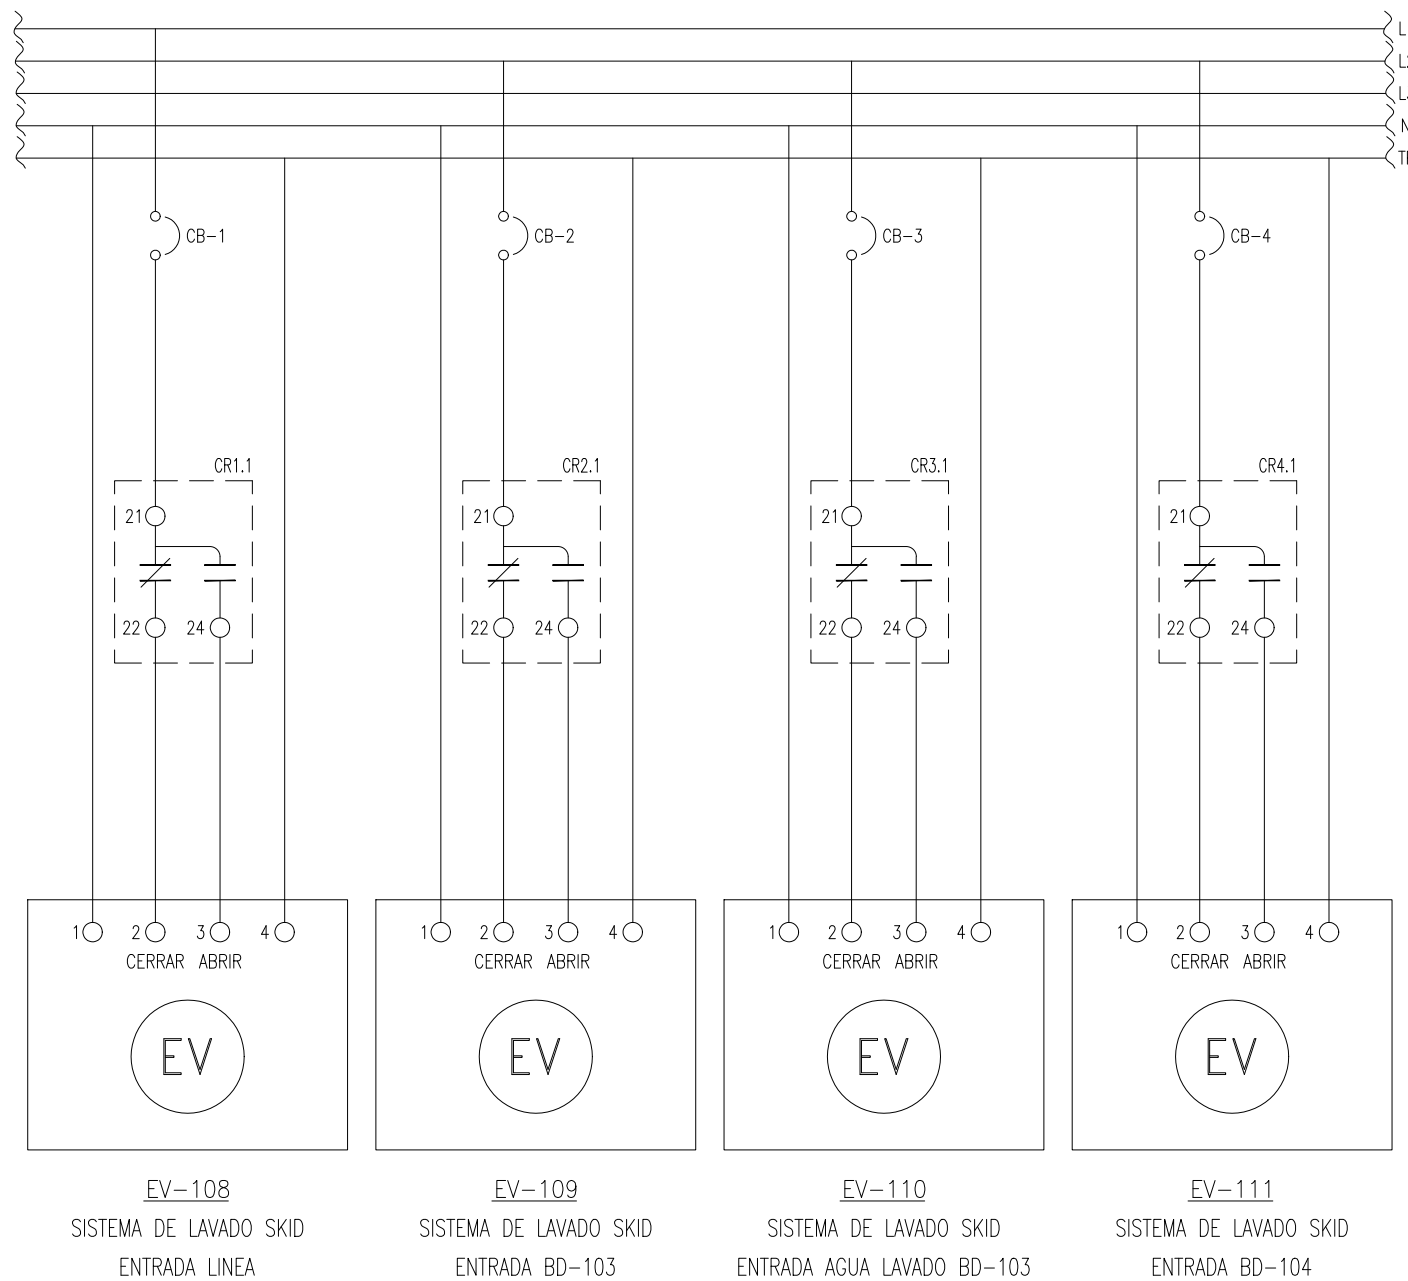 L
N
CB-1
CB-2
CB-3
CB-4
CR1.1
CR2.1
CR3.1
CR4.1
21
21
21
21
22 24
22 24
22 24
22 24
1 2 3 4
1 2 3 4
1 2 3 4
1 2 3 4
CERRAR ABRIR
CERRAR ABRIR
CERRAR ABRIR
CERRAR ABRIR
EV
EV
EV
EV
EV-108
SISTEMA DE LAVADO SKID
ENTRADA LINEA
EV-109
SISTEMA DE LAVADO SKID
ENTRADA BD-103
EV-110
SISTEMA DE LAVADO SKID
ENTRADA AGUA LAVADO BD-103
EV-111
SISTEMA DE LAVADO SKID
ENTRADA BD-104